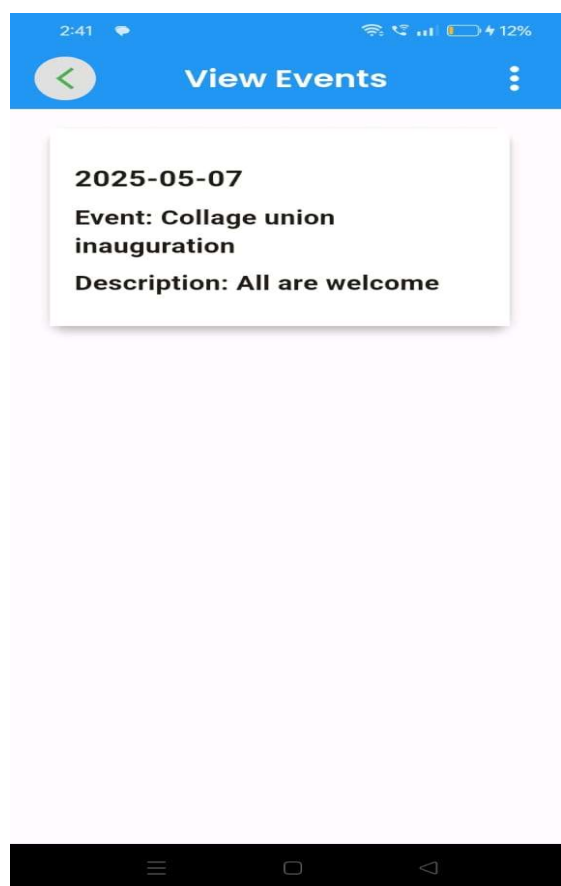 2:41
12%
View Events
2025-05-07
Event: Collage union
inauguration
Description: All are welcome